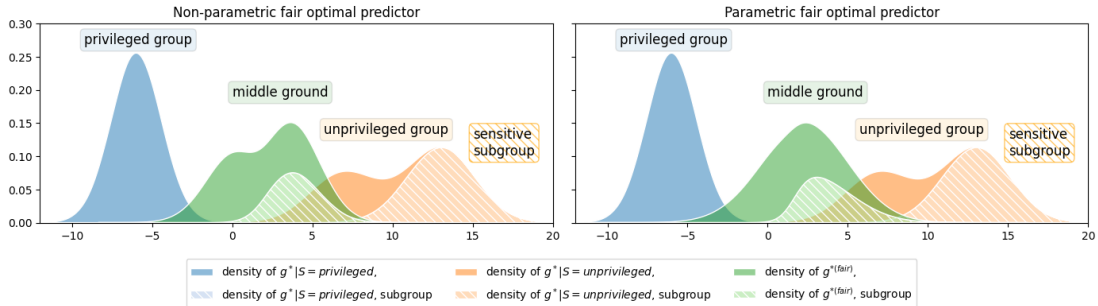 Non-parametric fair optimal predictor
0.30
0.25
0.20
0.15
0.10
0.05
0.00
privileged group
middle ground
unprivileged group
sensitive
subgroup
−10 −5 0 5 10 15 20
Parametric fair optimal predictor
privileged group
middle ground
unprivileged group
sensitive
subgroup
−10 −5 0 5 10 15 20
density of g*|S = privileged,
density of g*|S = privileged, subgroup
density of g*|S = unprivileged,
density of g*|S = unprivileged, subgroup
density of g*(fair),
density of g*(fair), subgroup